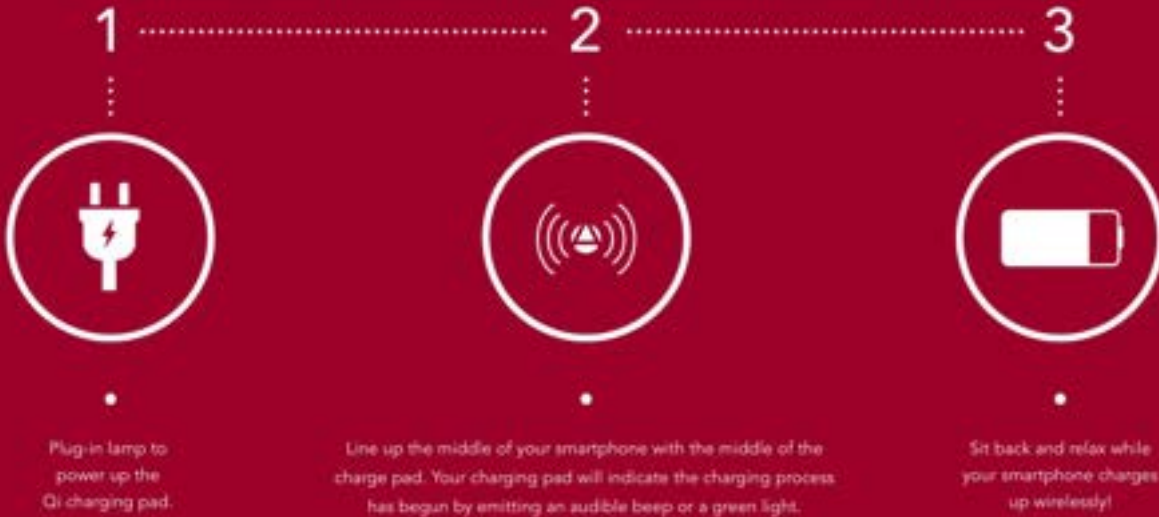 1
2
3
Plug-in lamp to
power up the
Qi charging pad.
Line up the middle of your smartphone with the middle of the
charge pad. Your charging pad will indicate the charging process
has begun by emitting an audible beep or a green light.
Sit back and relax while
your smartphone charges
up wirelessly!